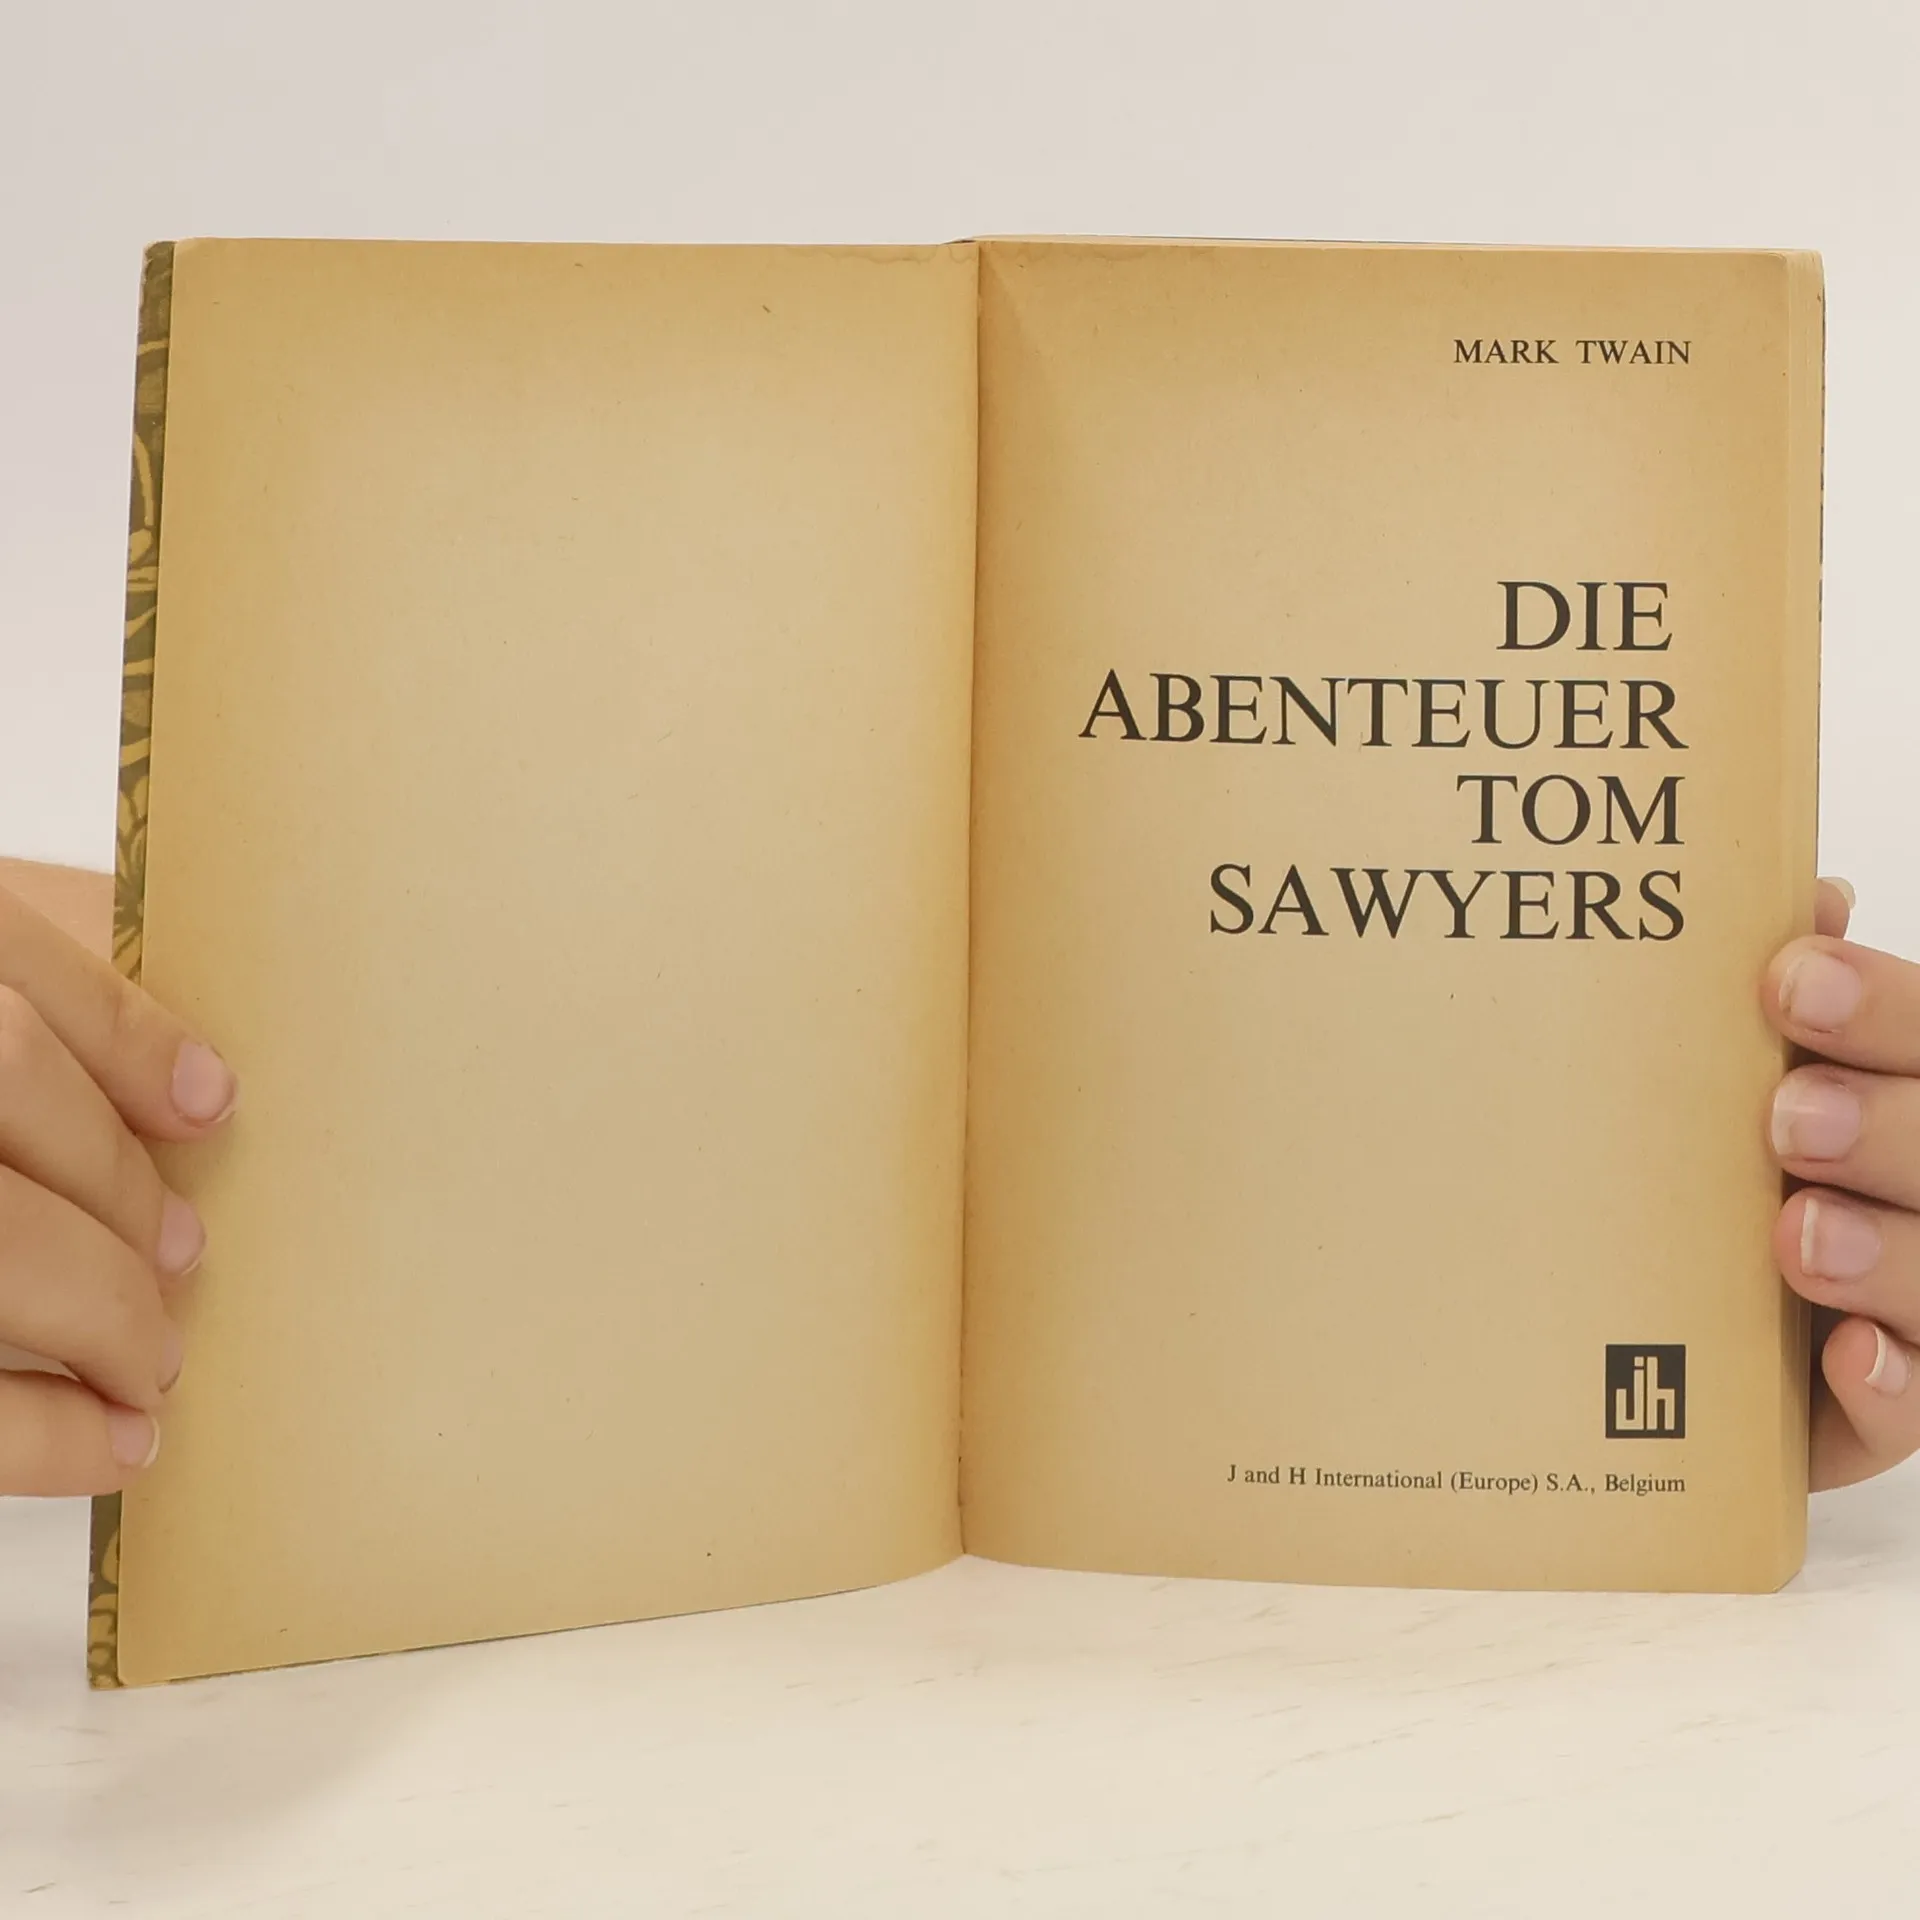 MARK TWAIN
DIE
ABENTEUER
TOM
SAWYERS
jh
J and H International (Europe) S.A., Belgium